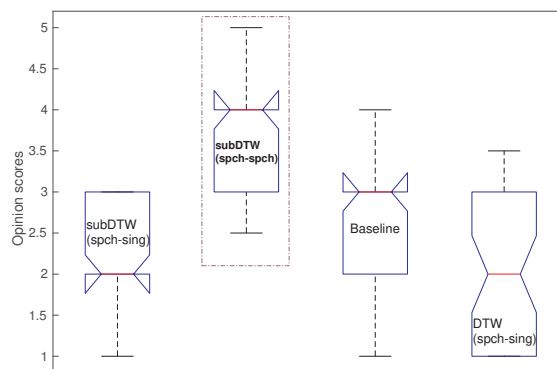 5
4.5
4
3.5
3
2.5
2
1.5
1
Opinion scores
subDTW
(spch-sing)
subDTW
(spch-spch)
Baseline
DTW
(spch-sing)